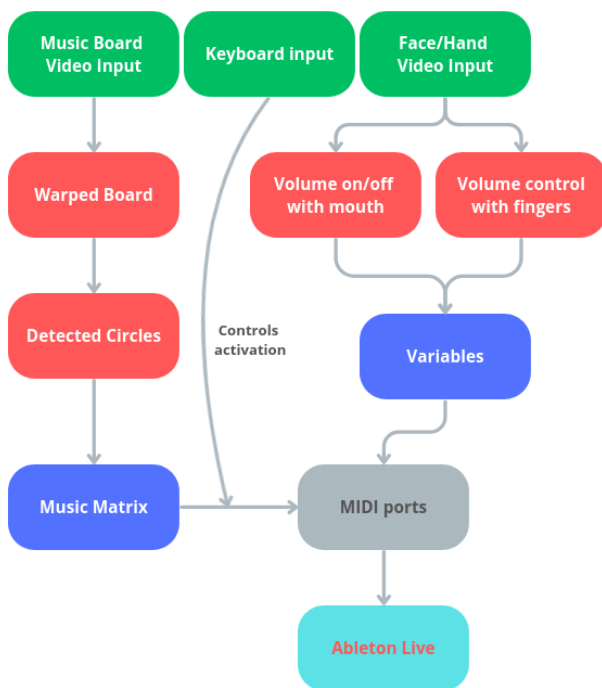 Music Board
Video Input
Keyboard input
Face/Hand
Video Input
Warped Board
Volume on/off
with mouth
Volume control
with fingers
Detected Circles
Controls
activation
Variables
Music Matrix
MIDI ports
Ableton Live